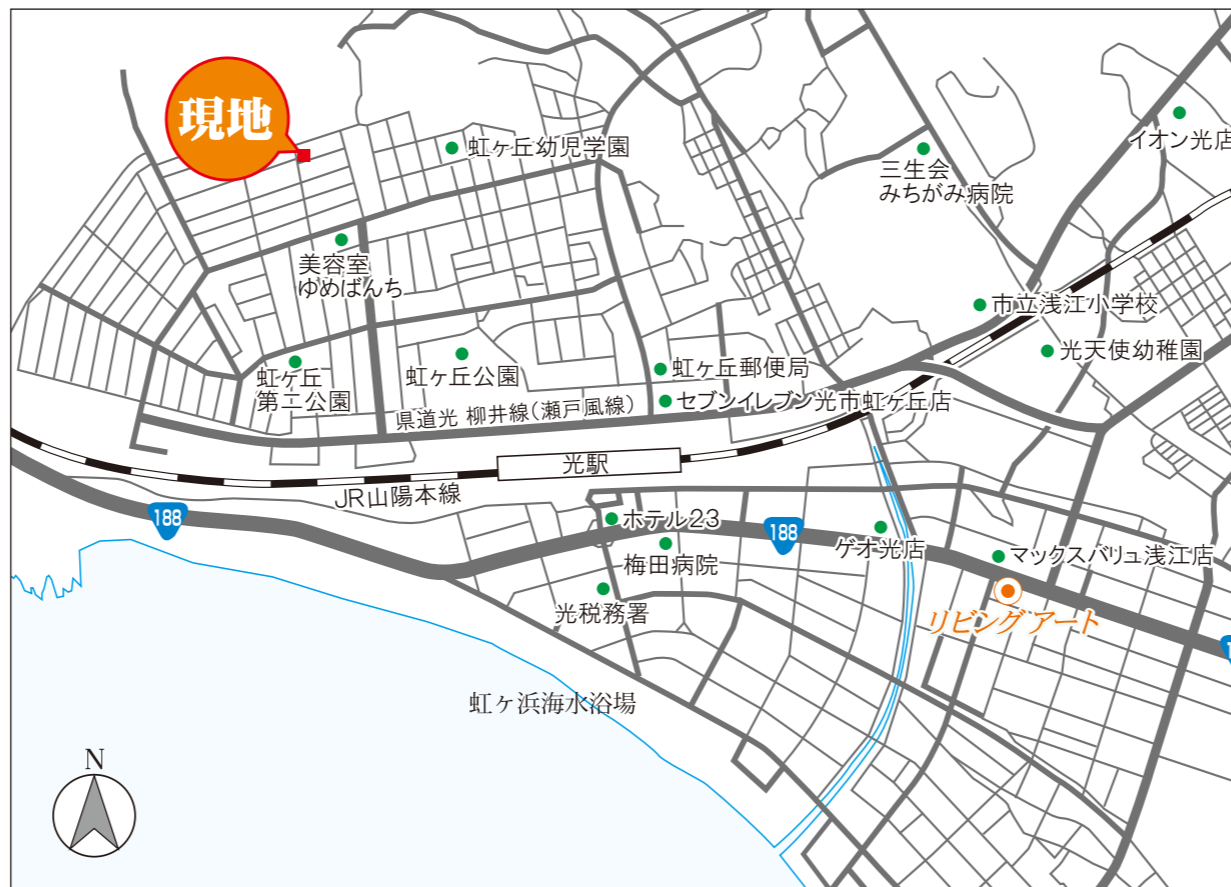 現地
虹ヶ丘幼児学園
イオン光店
三生会
みちがみ病院
美容室
ゆめばんち
市立浅江小学校
光天使幼稚園
虹ヶ丘
第二公園
虹ヶ丘公園
虹ヶ丘郵便局
セブンイレブン光市虹ヶ丘店
県道光 柳井線(瀬戸風線)
光駅
JR山陽本線
188
ホテル23
188
梅田病院
ゲオ光店
マックスバリュ浅江店
光税務署
リビングアート
虹ヶ浜海水浴場
N